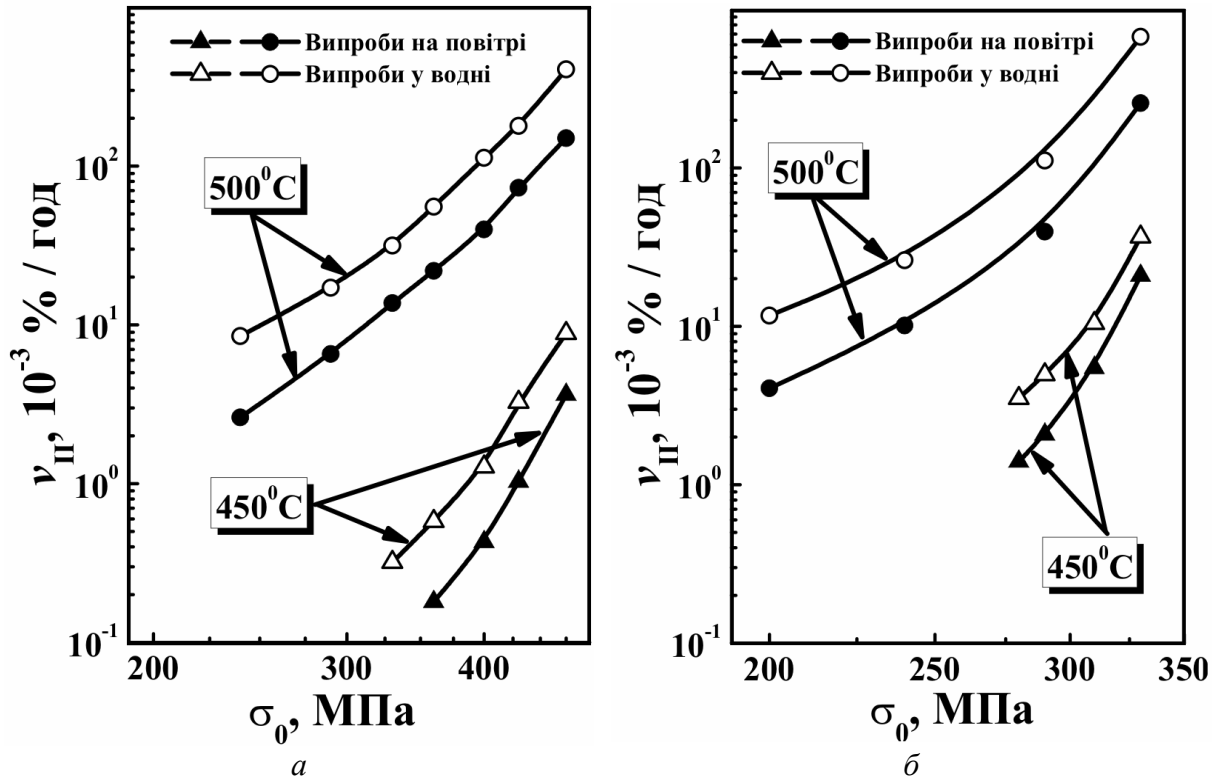 Випроби на повітрі
Випроби у водні
10²
10¹
10⁰
10⁻¹
500⁰C
450⁰C
200 300 400
νII, 10⁻³ % / год
σ₀, МПа
а
Випроби на повітрі
Випроби у водні
10²
10¹
10⁰
10⁻¹
500⁰C
450⁰C
200 250 300 350
νII, 10⁻³ % / год
σ₀, МПа
б